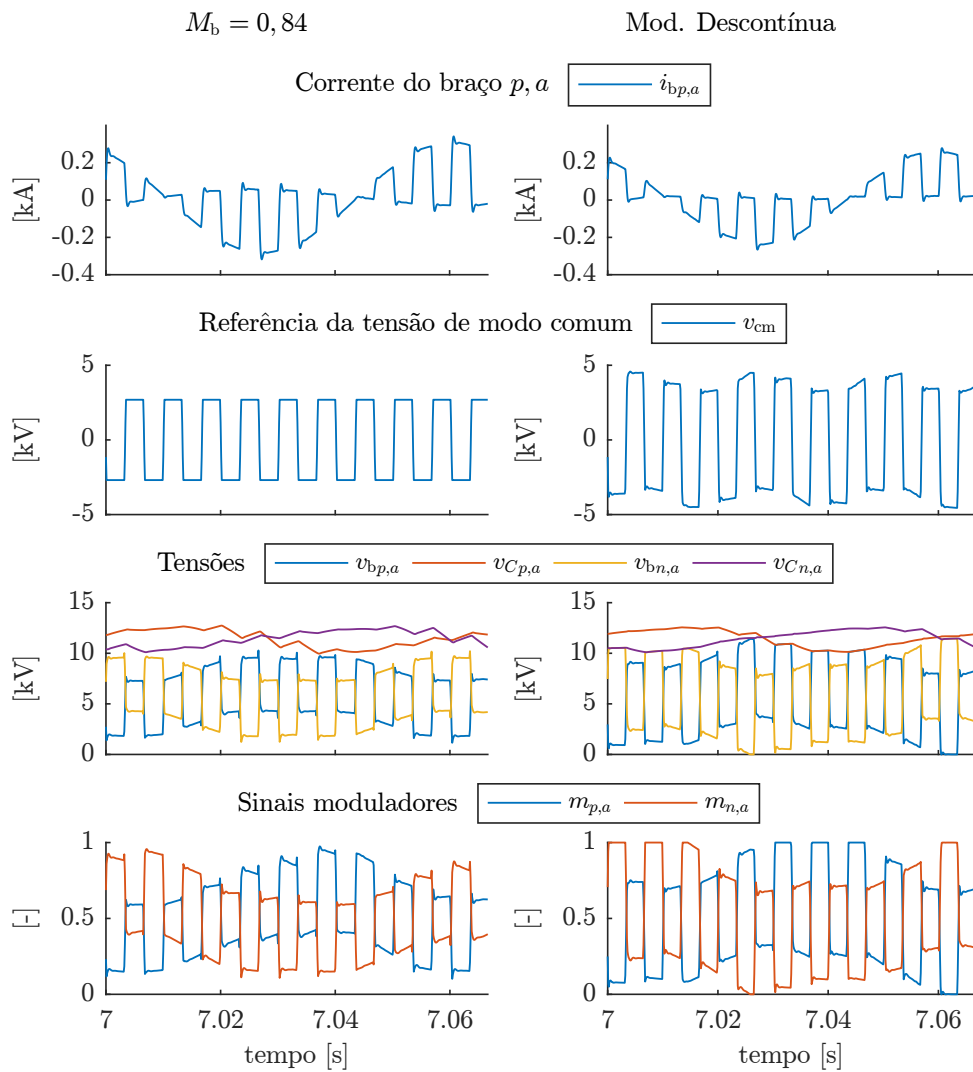 M_b = 0,84 Mod. Descontínua
Corrente do braço p, a i_bp,a
0.2 0.2
0 0
-0.2 -0.2
-0.4 -0.4
[kA] [kA]
Referência da tensão de modo comum v_cm
5 5
0 0
-5 -5
[kV] [kV]
Tensões v_bp,a v_Cp,a v_bn,a v_Cn,a
15 15
10 10
5 5
0 0
[kV] [kV]
Sinais moduladores m_p,a m_n,a
1 1
0.5 0.5
0 0
[-] [-]
7 7.02 7.04 7.06 7 7.02 7.04 7.06
tempo [s] tempo [s]